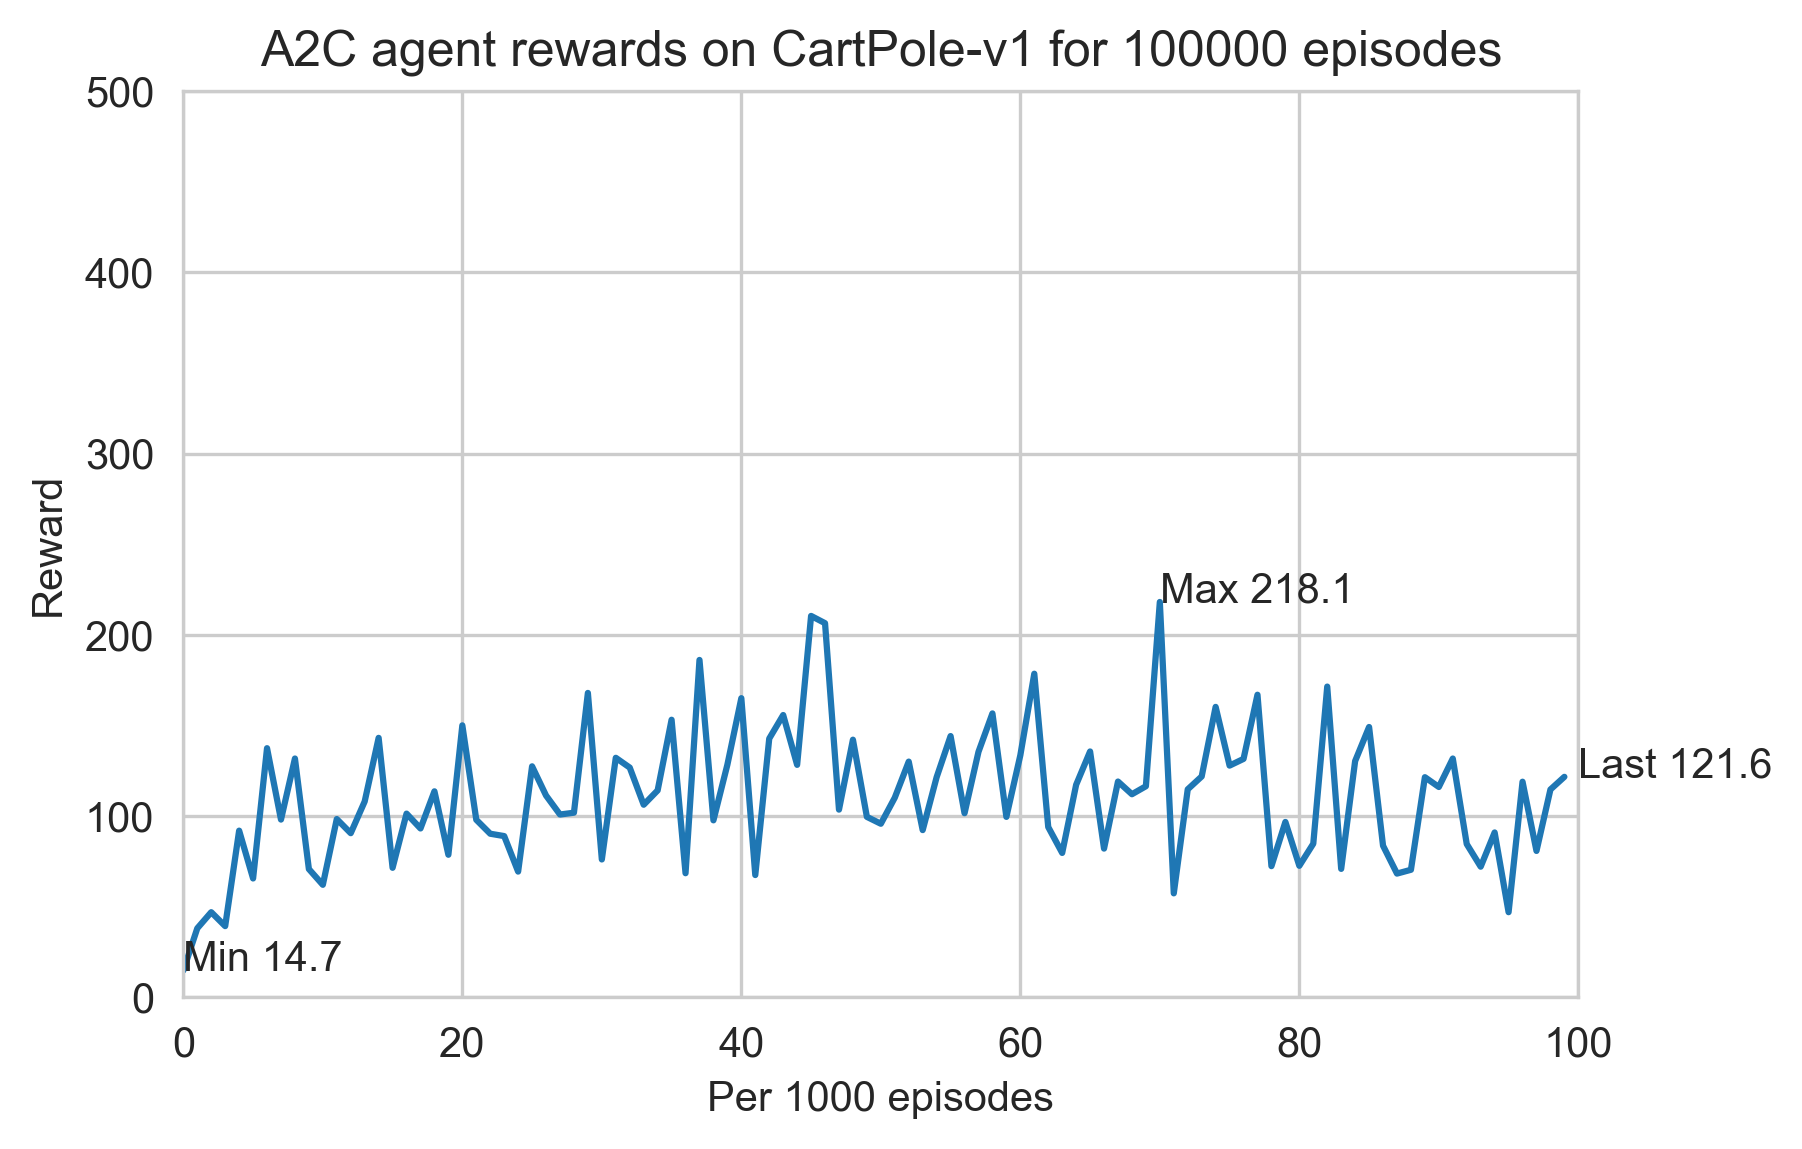 A2C agent rewards on CartPole-v1 for 100000 episodes
500
400
300
200
100
0
Reward
Max 218.1
Last 121.6
Min 14.7
0 20 40 60 80 100
Per 1000 episodes